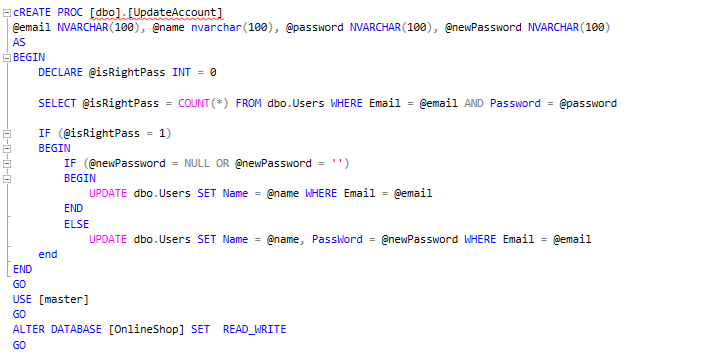 cREATE PROC [dbo].[UpdateAccount]
@email NVARCHAR(100), @name nvarchar(100), @password NVARCHAR(100), @newPassword NVARCHAR(100)
AS
BEGIN
    DECLARE @isRightPass INT = 0

    SELECT @isRightPass = COUNT(*) FROM dbo.Users WHERE Email = @email AND Password = @password

    IF (@isRightPass = 1)
    BEGIN
        IF (@newPassword = NULL OR @newPassword = '')
        BEGIN
            UPDATE dbo.Users SET Name = @name WHERE Email = @email
        END
        ELSE
            UPDATE dbo.Users SET Name = @name, PassWord = @newPassword WHERE Email = @email
    end
END
GO
USE [master]
GO
ALTER DATABASE [OnlineShop] SET  READ_WRITE
GO